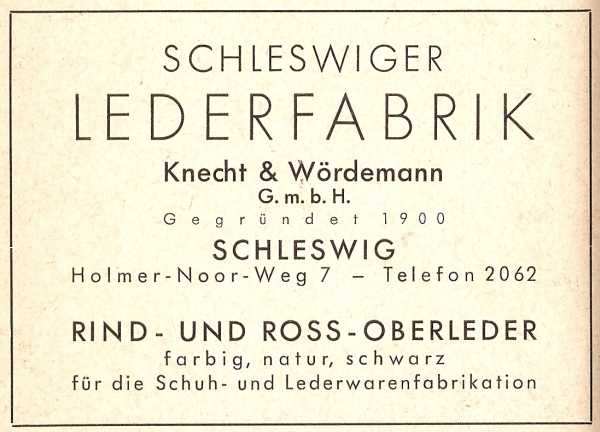 SCHLESWIGER
LEDERFABRIK
Knecht & Wördemann
G. m. b. H.
Gegründet 1900
SCHLESWIG
Holmer-Noor-Weg 7 – Telefon 2062
RIND- UND ROSS-OBERLEDER
farbig, natur, schwarz
für die Schuh- und Lederwarenfabrikation